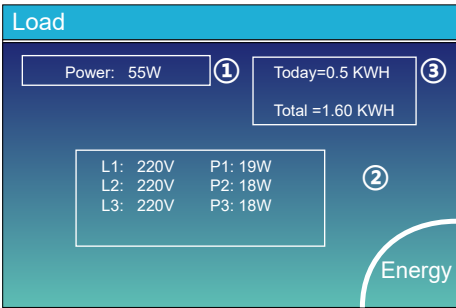 Load
Power: 55W ①
Today=0.5 KWH ③
Total =1.60 KWH
L1: 220V P1: 19W
L2: 220V P2: 18W
L3: 220V P3: 18W
②
Energy